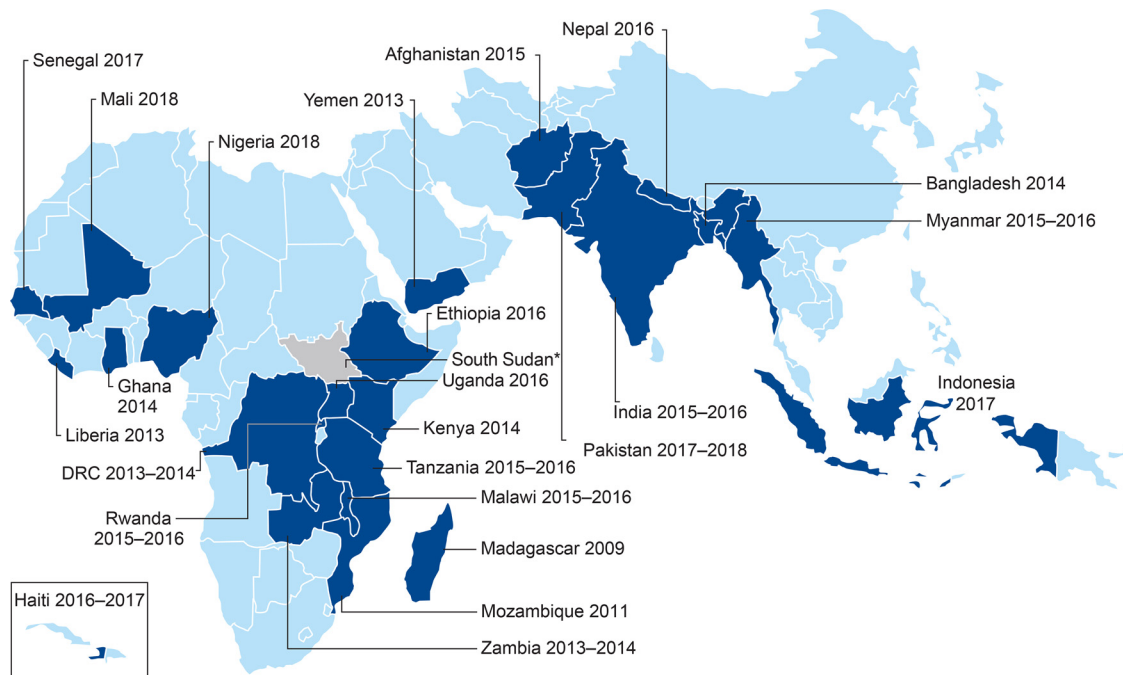 Nepal 2016
Afghanistan 2015
Senegal 2017
Mali 2018
Yemen 2013
Nigeria 2018
Bangladesh 2014
Myanmar 2015–2016
Ethiopia 2016
South Sudan*
Uganda 2016
Ghana
2014
Indonesia
2017
India 2015–2016
Liberia 2013
Kenya 2014
Pakistan 2017–2018
DRC 2013–2014
Tanzania 2015–2016
Malawi 2015–2016
Rwanda
2015–2016
Madagascar 2009
Haiti 2016–2017
Mozambique 2011
Zambia 2013–2014